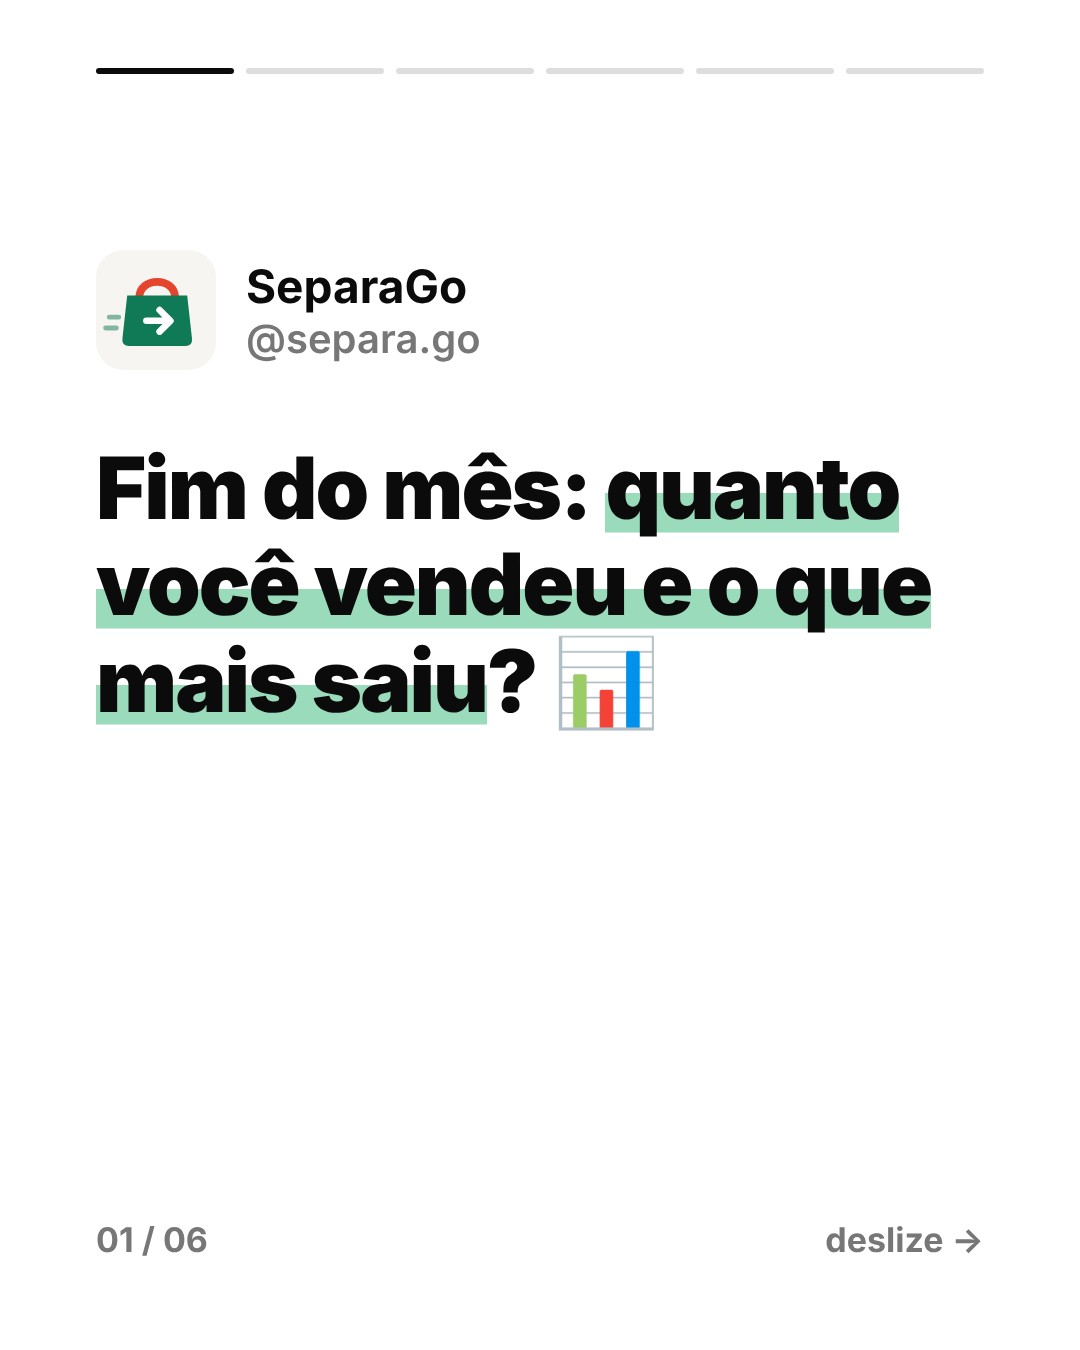 SeparaGo
@separa.go
Fim do mês: quanto
você vendeu e o que
mais saiu? 📊
01 / 06
deslize →